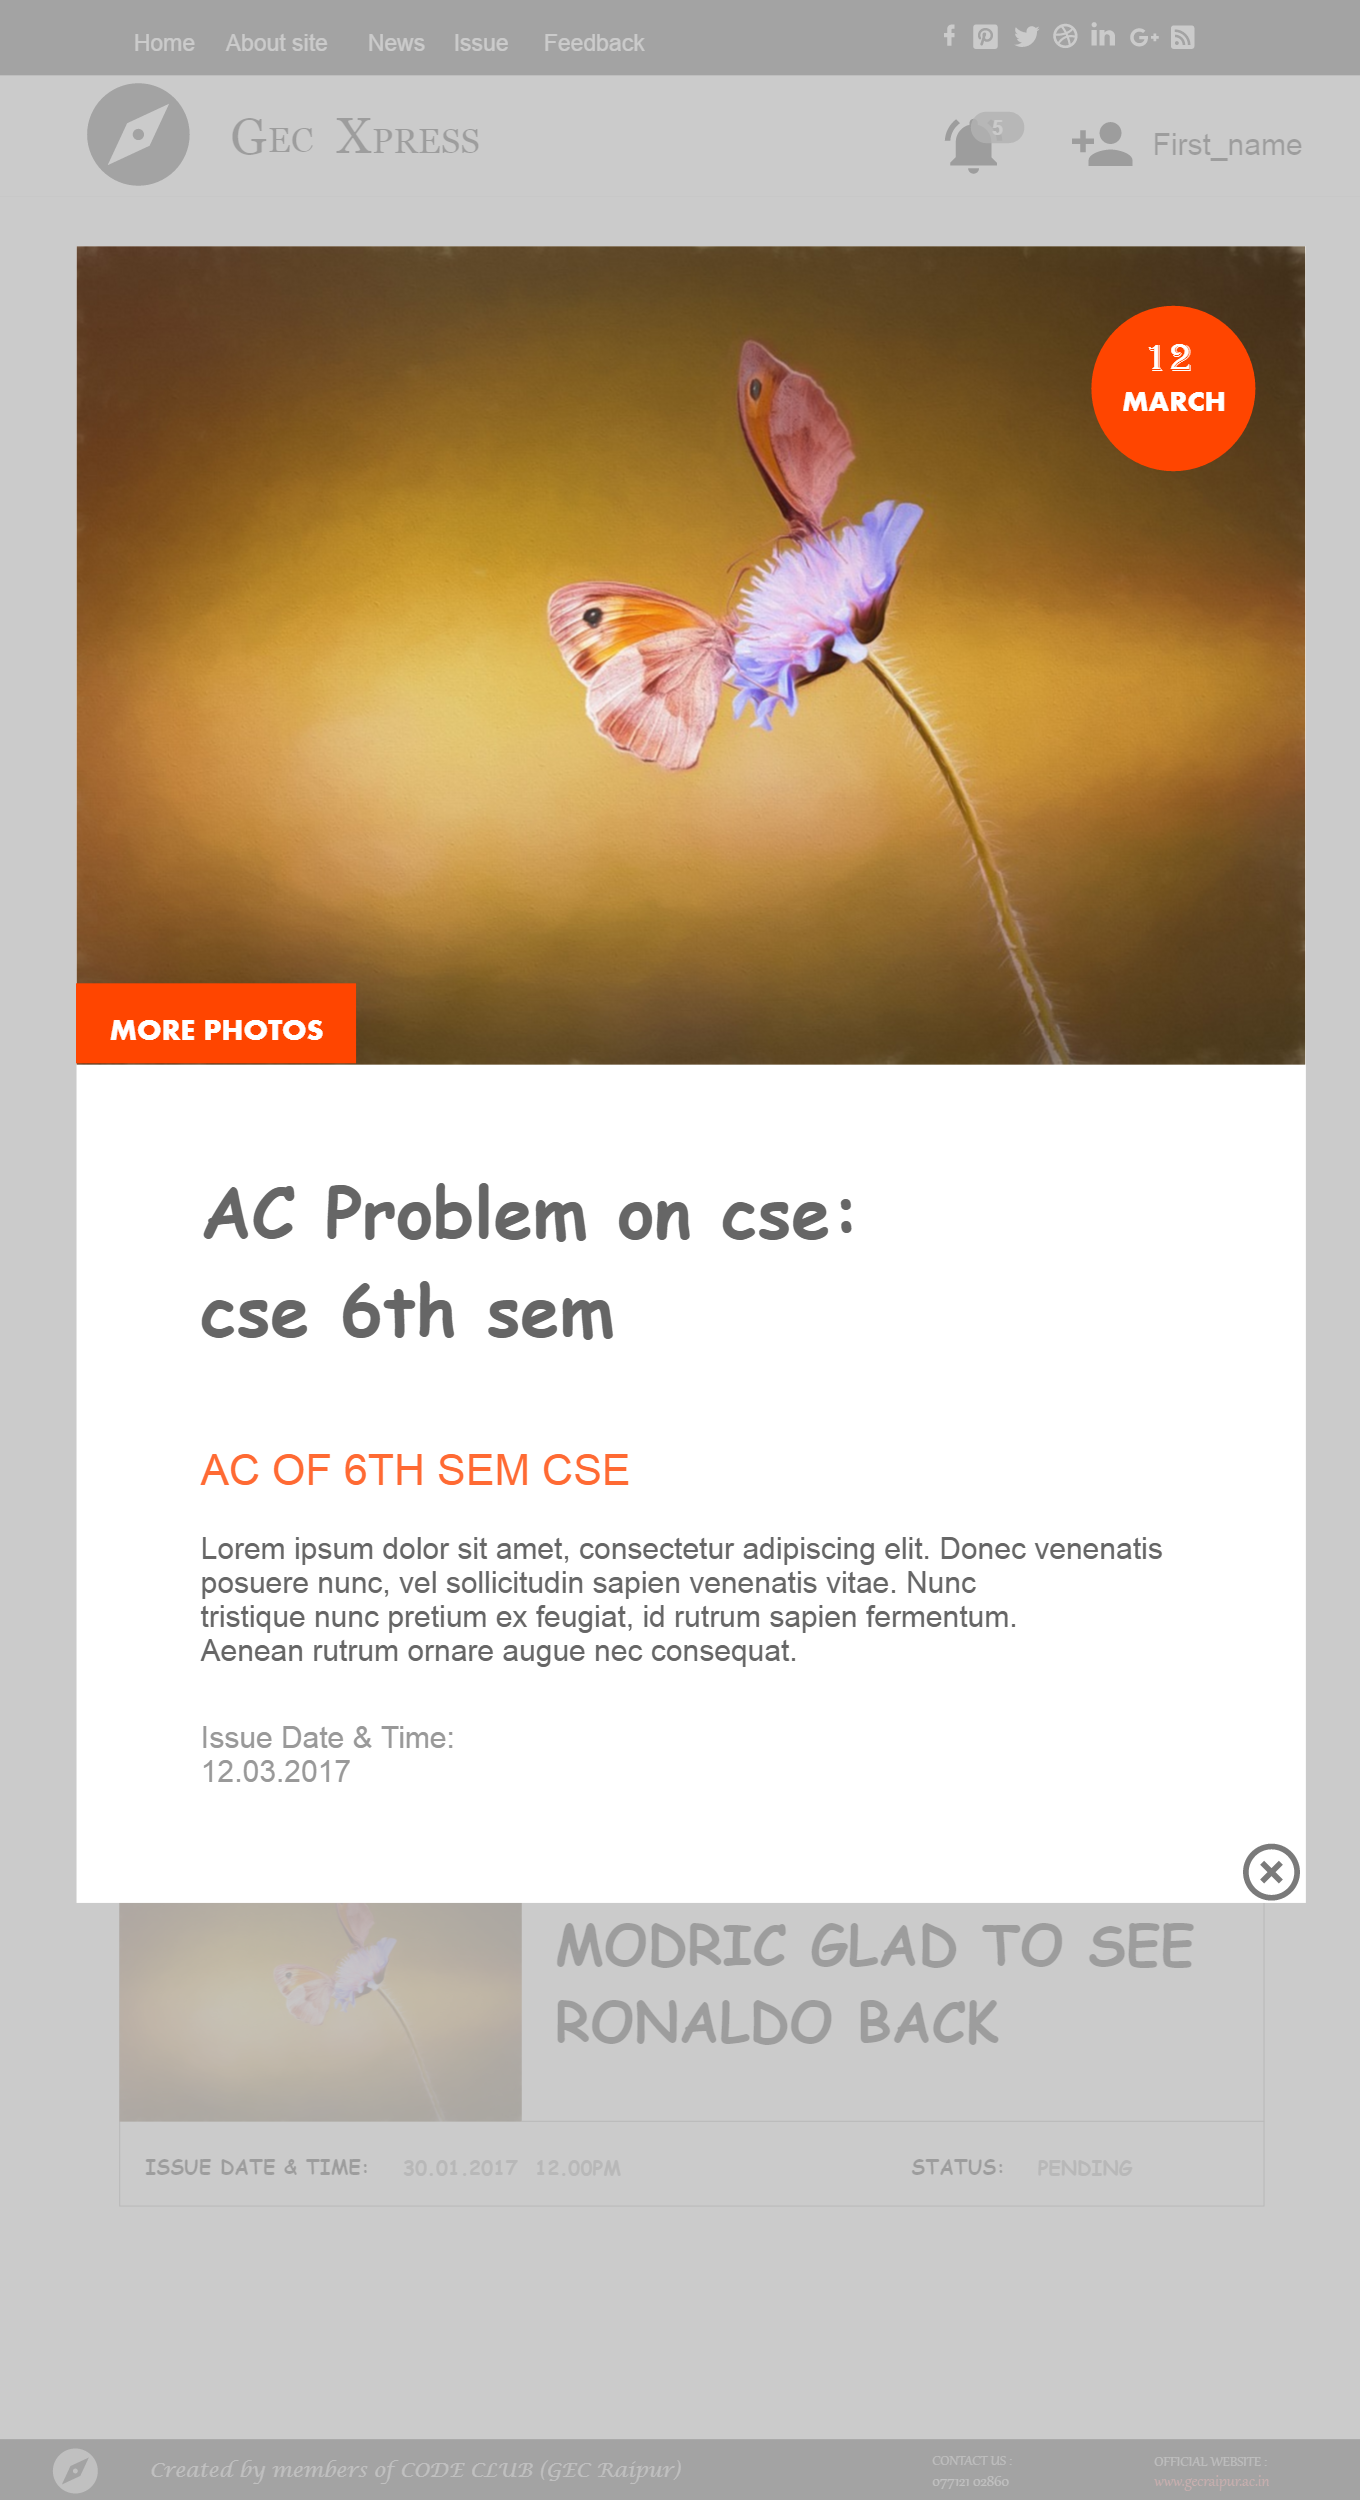 Home About site News Issue Feedback
GEC XPRESS
5
First_name
12
MARCH
MORE PHOTOS
AC Problem on cse:
cse 6th sem
AC OF 6TH SEM CSE
Lorem ipsum dolor sit amet, consectetur adipiscing elit. Donec venenatis
posuere nunc, vel sollicitudin sapien venenatis vitae. Nunc
tristique nunc pretium ex feugiat, id rutrum sapien fermentum.
Aenean rutrum ornare augue nec consequat.
Issue Date & Time:
12.03.2017
MODRIC GLAD TO SEE
RONALDO BACK
ISSUE DATE & TIME: 30.01.2017 12.00PM STATUS: PENDING
Created by members of CODE CLUB (GEC Raipur)
CONTACT US :
077121 02860
OFFICIAL WEBSITE :
www.gecraipur.ac.in